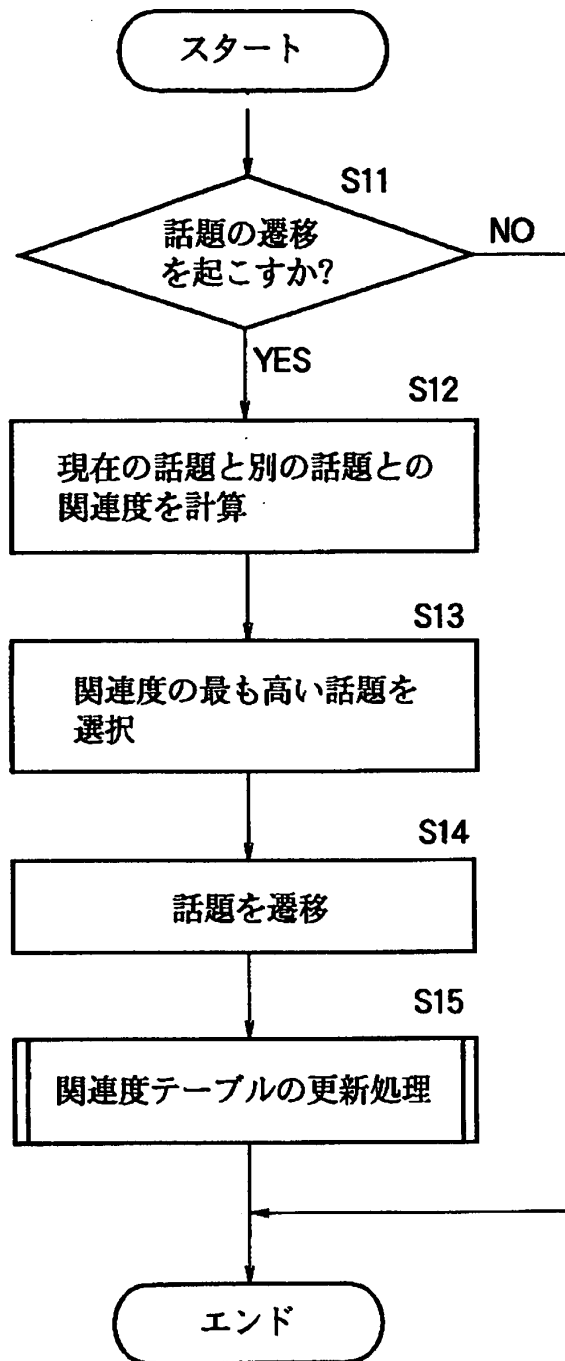 スタート
S11
話題の遷移
を起こすか?
NO
YES
S12
現在の話題と別の話題との
関連度を計算
S13
関連度の最も高い話題を
選択
S14
話題を遷移
S15
関連度テーブルの更新処理
エンド